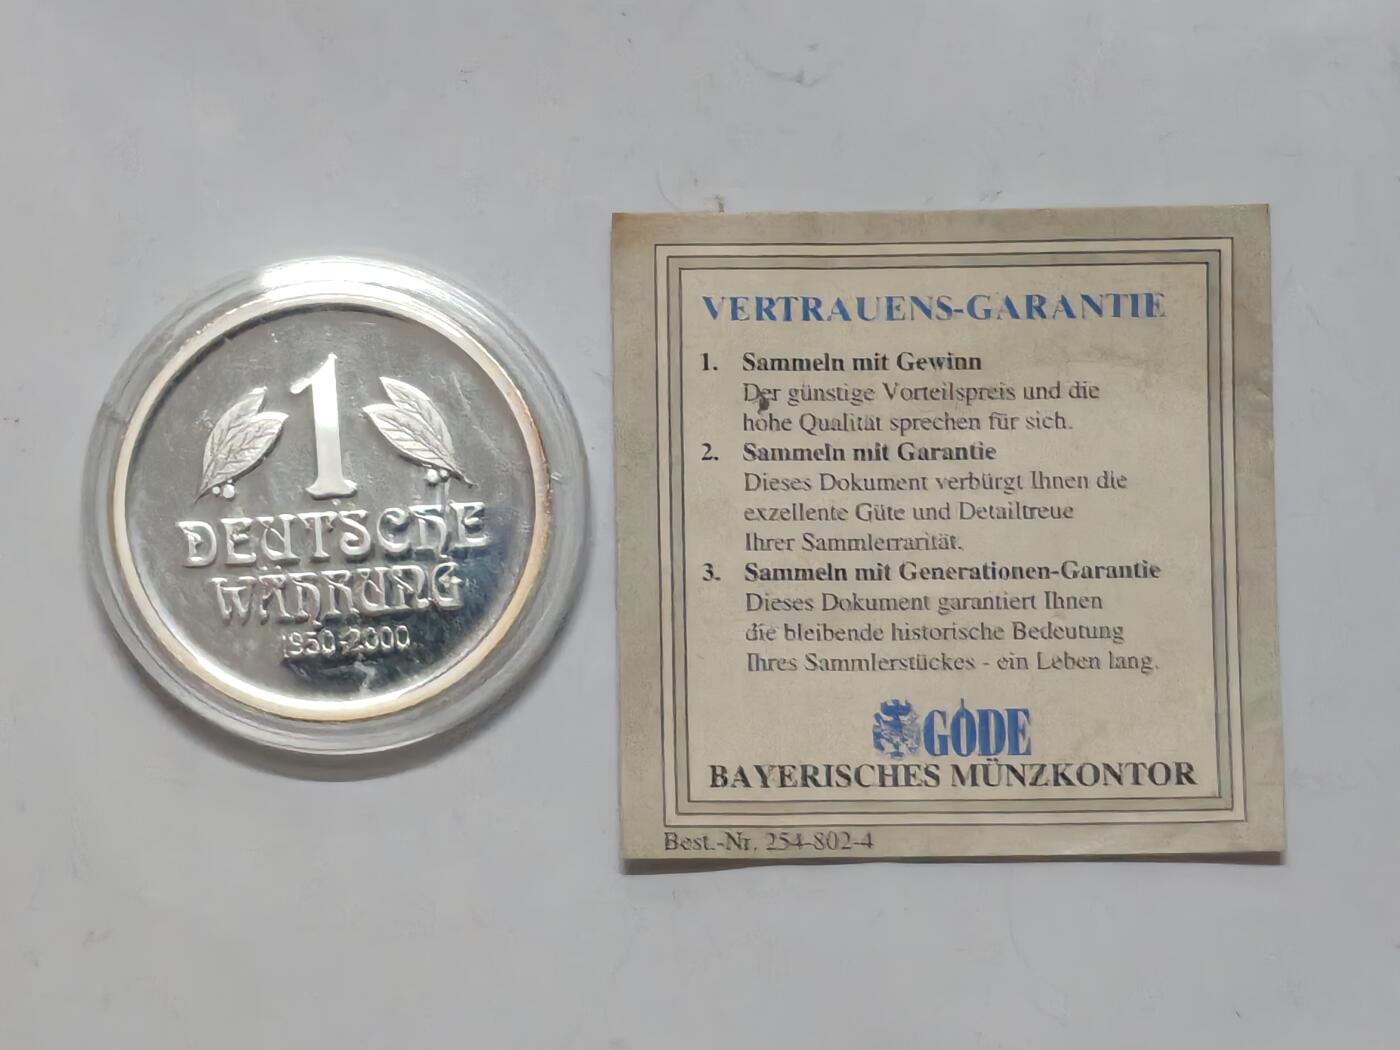 1
DEUTSCHE
WÄHRUNG
1950-2000
VERTRAUENS-GARANTIE
1. Sammeln mit Gewinn
Der günstige Vorteilspreis und die
hohe Qualität sprechen für sich.
2. Sammeln mit Garantie
Dieses Dokument verbürgt Ihnen die
exzellente Güte und Detailtreue
Ihrer Sammlerrarität.
3. Sammeln mit Generationen-Garantie
Dieses Dokument garantiert Ihnen
die bleibende historische Bedeutung
Ihres Sammlerstückes - ein Leben lang.
GÖDE
BAYERISCHES MÜNZKONTOR
Best.-Nr. 254-802-4